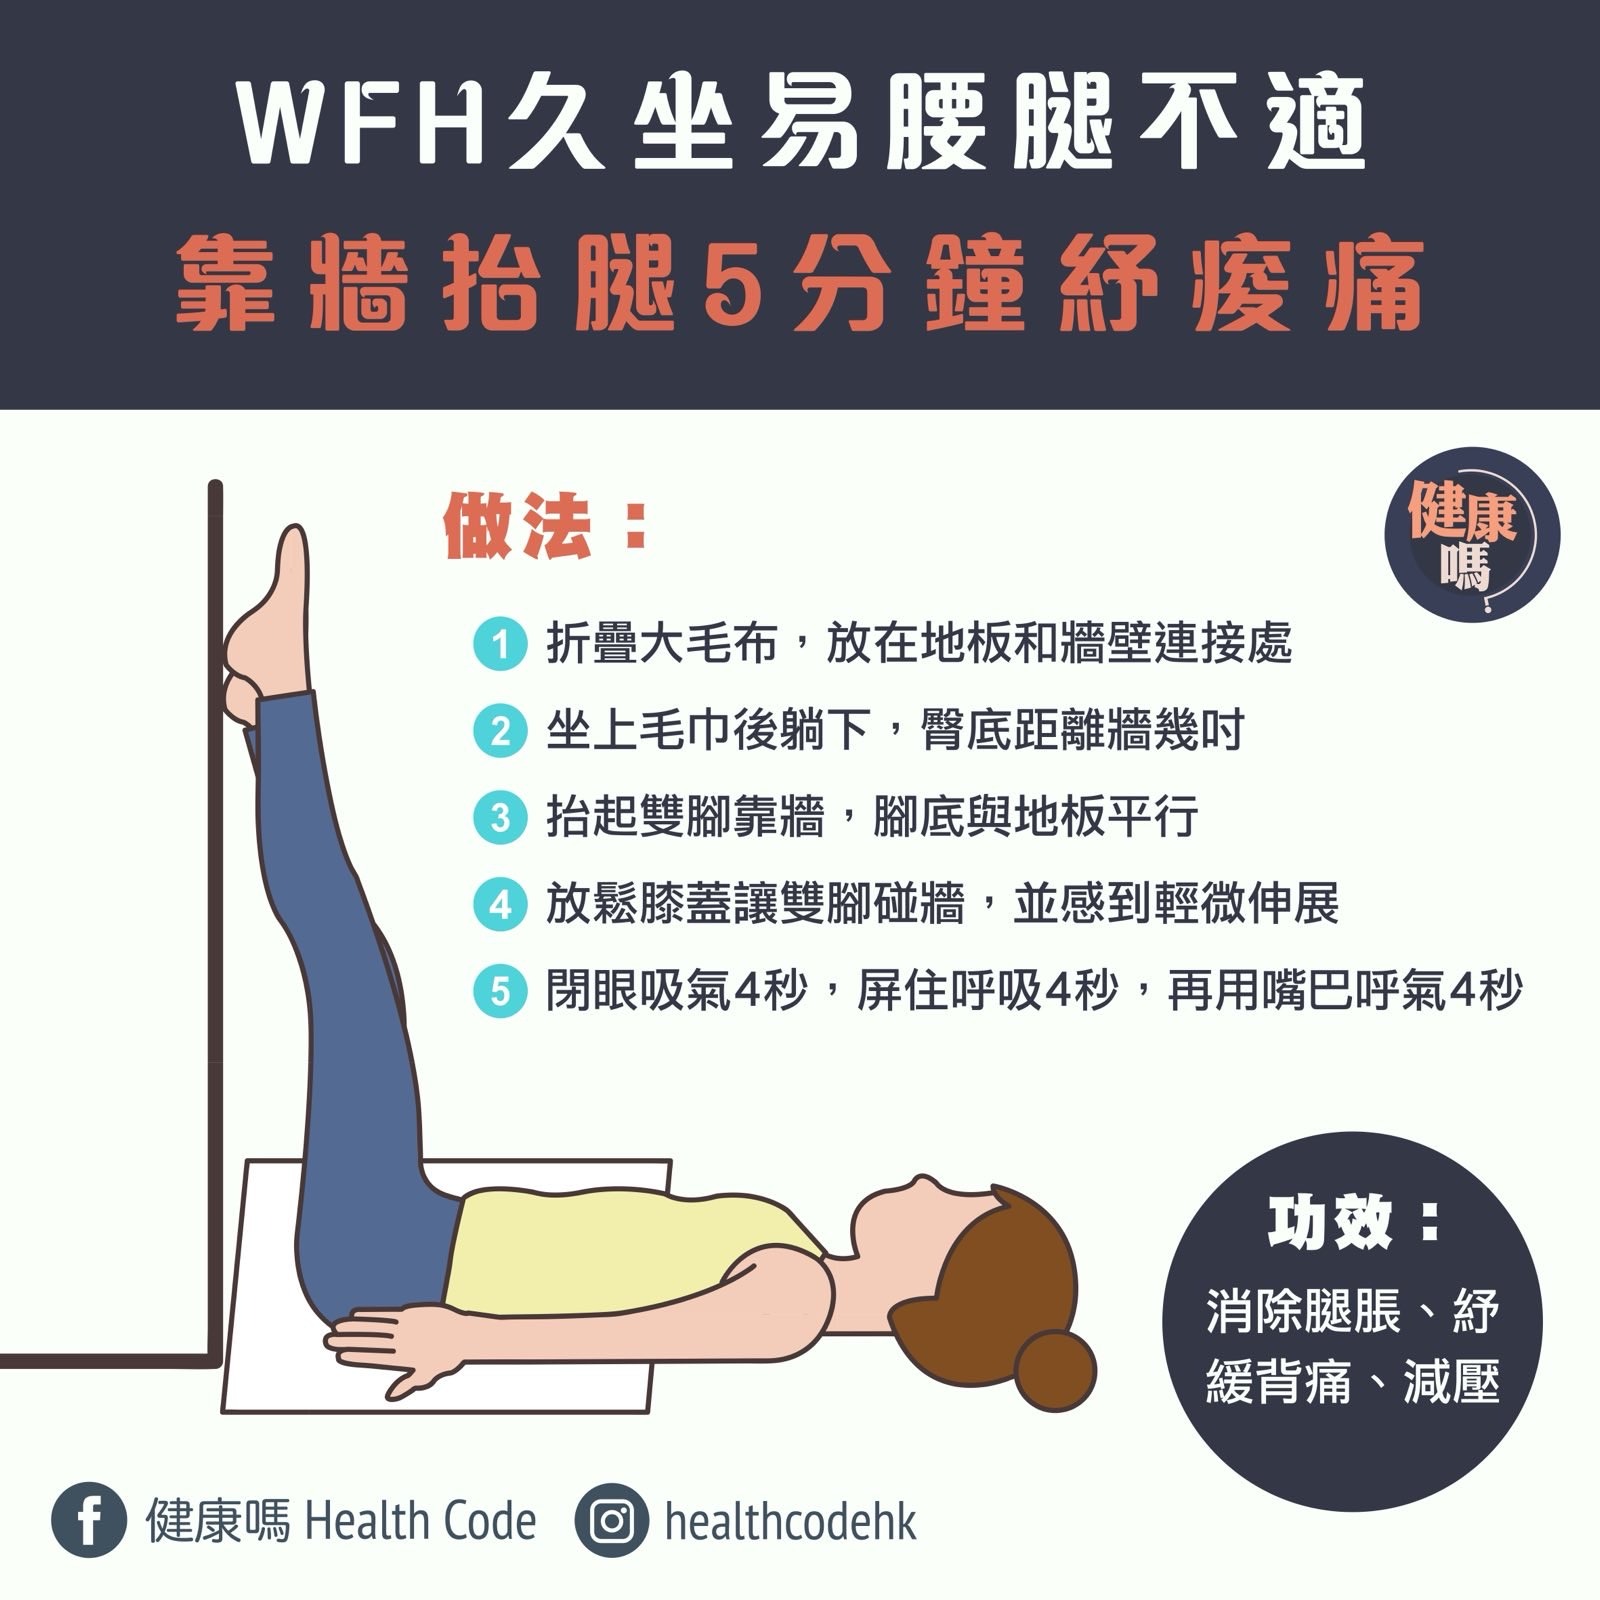 WFH久坐易腰腿不適
靠牆抬腿5分鐘紓痠痛
健康
嗎?
做法：
1 折疊大毛布，放在地板和牆壁連接處
2 坐上毛巾後躺下，臀底距離牆幾吋
3 抬起雙腳靠牆，腳底與地板平行
4 放鬆膝蓋讓雙腳碰牆，並感到輕微伸展
5 閉眼吸氣4秒，屏住呼吸4秒，再用嘴巴呼氣4秒
功效：
消除腿脹、紓
緩背痛、減壓
健康嗎 Health Code
healthcodehk